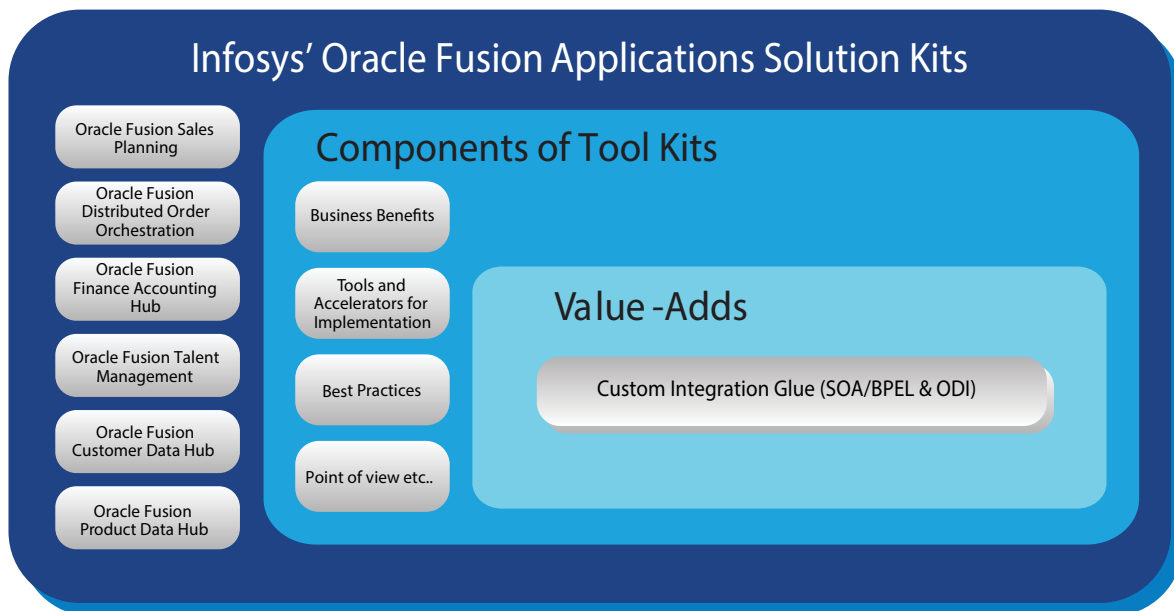 Infosys’ Oracle Fusion Applications Solution Kits
Oracle Fusion Sales
Planning
Oracle Fusion
Distributed Order
Orchestration
Oracle Fusion
Finance Accounting
Hub
Oracle Fusion Talent
Management
Oracle Fusion
Customer Data Hub
Oracle Fusion
Product Data Hub
Components of Tool Kits
Business Benefits
Tools and
Accelerators for
Implementation
Best Practices
Point of view etc..
Value -Adds
Custom Integration Glue (SOA/BPEL & ODI)